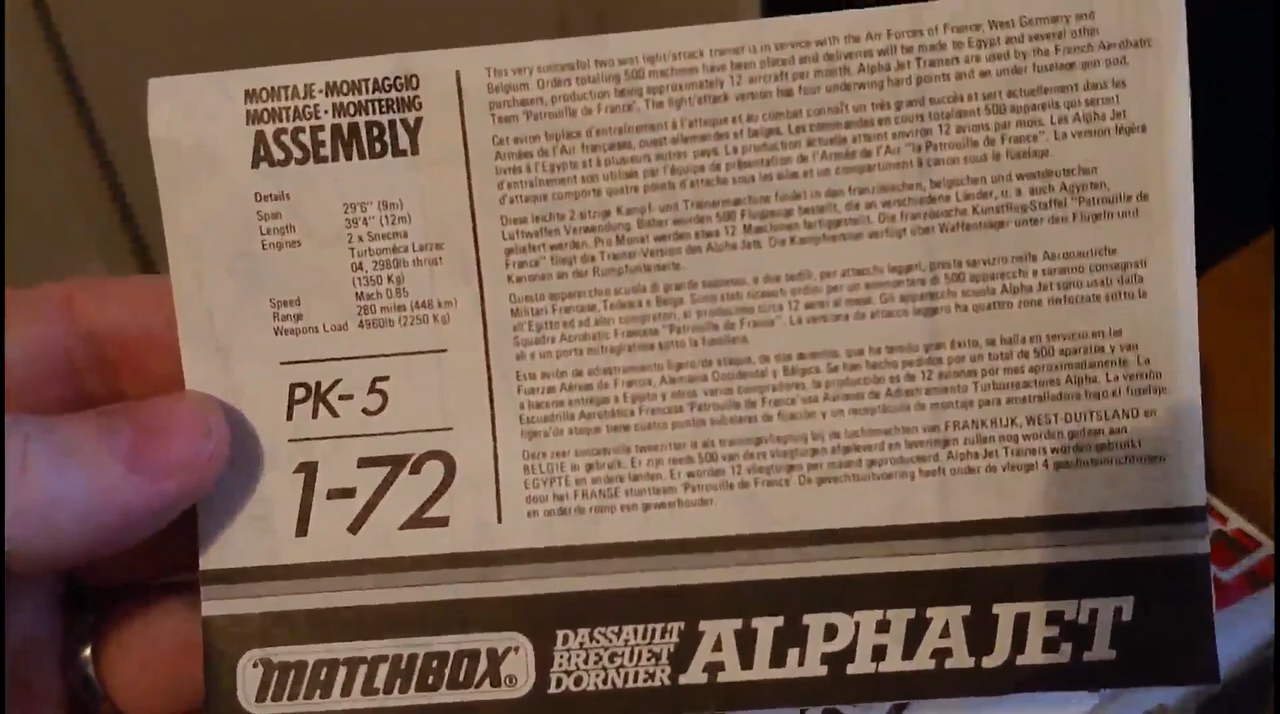 MONTAJE-MONTAGGIO
MONTAGE·MONTERING
ASSEMBLY
Details
Span 29'6" (9m)
Length 39'4" (12m)
Engines 2 x Snecma
Turboméca Larzac
04, 2980lb thrust
(1350 Kg)
Speed Mach 0.85
Range 280 miles (448 km)
Weapons Load 4960lb (2250 Kg)
PK-5
1-72
This very successful two seat light/attack trainer is in service with the Air Forces of France, West Germany and
Belgium. Orders totalling 500 machines have been placed and deliveries will be made to Egypt and several other
purchasers, production being approximately 12 aircraft per month. Alpha Jet Trainers are used by the French Aerobatic
Team 'Patrouille de France'. The light/attack version has four underwing hard points and an under fuselage gun pod.
Cet avion biplace d'entraînement à l'attaque et au combat connaît un très grand succès et sert actuellement dans les
Armées de l'Air françaises, ouest-allemandes et belges. Les commandes en cours totalisent 500 appareils qui seront
livrés à l'Egypte et à plusieurs autres pays. La production actuelle atteint environ 12 avions par mois. Les Alpha Jet
d'entraînement son utilisés par l'équipe de présentation de l'Armée de l'Air "la Patrouille de France". La version légère
d'attaque comporte quatre points d'attache sous les ailes et un compartiment à canon sous le fuselage.
Diese leichte 2-sitzige Kampf- und Trainermaschine findet in den französischen, belgischen und westdeutschen
Luftwaffen Verwendung. Bisher wurden 500 Flugzeuge bestellt, die an verschiedene Länder, u. a. auch Ägypten,
geliefert werden. Pro Monat werden etwa 12 Maschinen fertiggestellt. Die französische Kunstflug-Staffel "Patrouille de
France" fliegt die Trainer-Version des Alpha Jets. Die Kampfversion verfügt über Waffenträger unter den Flügeln und
Kanonen an der Rumpfunterseite.
Questo apparecchio scuola di grande successo, a due sedili, per attacchi leggeri, presta servizio nelle Aeronautiche
Militari Francese, Tedesca e Belga. Sono stati ricevuti ordini per un ammontare di 500 apparecchi e saranno consegnati
all'Egitto ed ad altri compratori, si producono circa 12 aerei al mese. Gli apparecchi scuola Alpha Jet sono usati dalla
Squadra Acrobatic Francese "Patrouille de France". La versione da attacco leggero ha quattro zone rinforzate sotto le
ali e un porta mitragliatrice sotto la fusoliera.
Este avión de adiestramiento ligero/de ataque, de dos asientos, que ha tenido gran éxito, se halla en servicio en las
Fuerzas Aéreas de Francia, Alemania Occidental y Bélgica. Se han hecho pedidos por un total de 500 aparatos y van
a hacerse entregas a Egipto y otros varios compradores, la producción es de 12 aviones por mes aproximadamente. La
Escuadrilla Aerobática Francesa 'Patrouille de France' usa Aviones de Adiestramiento Turborreactores Alpha. La versión
ligera/de ataque tiene cuatro puntos subalares de fijación y un receptáculo de montaje para ametralladora bajo el fuselaje.
Deze zeer succesvolle tweezitter is als trainingsvliegtuig bij de luchtmachten van FRANKRIJK, WEST-DUITSLAND en
BELGIE in gebruik. Er zijn reeds 500 van deze vliegtuigen afgeleverd en leveringen zullen nog worden gedaan aan
EGYPTE en andere landen. Er worden 12 vliegtuigen per maand geproduceerd. Alpha Jet Trainers worden gebruikt
door het FRANSE stuntteam 'Patrouille de France'. De gevechtsuitvoering heeft onder de vleugel 4
en onder de romp een geweerhouder.
MATCHBOX®
DASSAULT
BREGUET
DORNIER
ALPHA JET